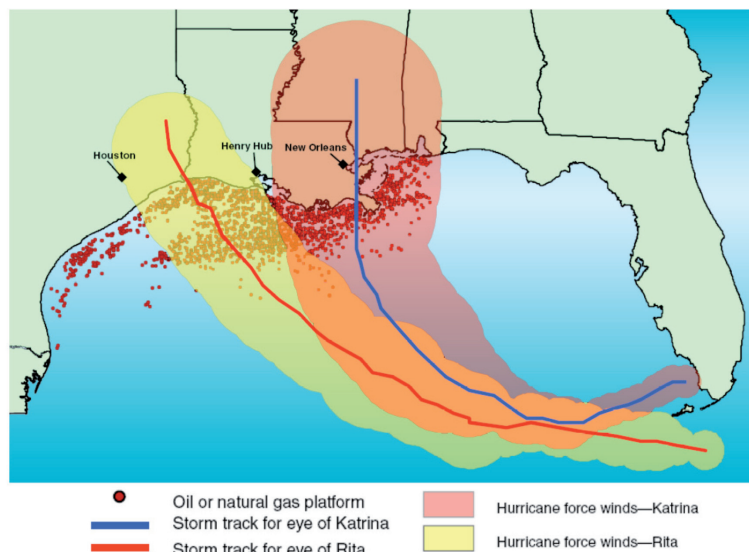 Houston
Henry Hub
New Orleans
Oil or natural gas platform
Storm track for eye of Katrina
Storm track for eye of Rita
Hurricane force winds—Katrina
Hurricane force winds—Rita